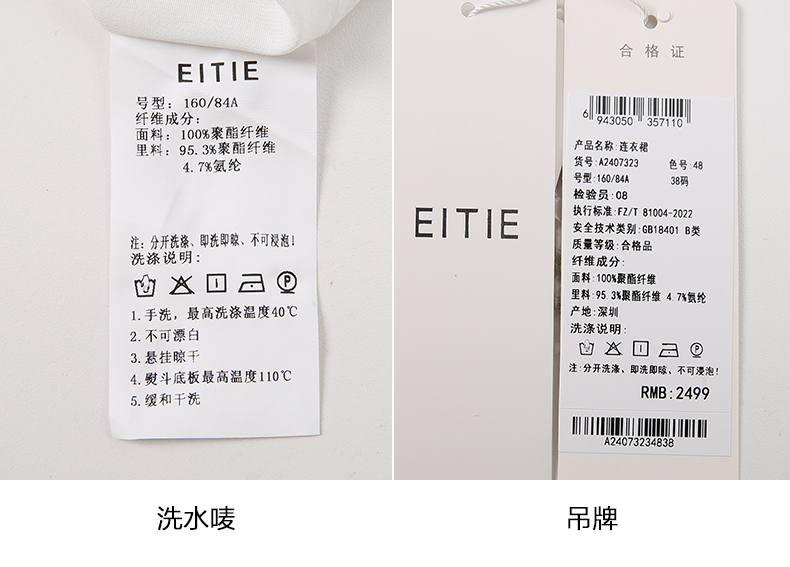 EITIE
号型: 160/84A
纤维成分:
面料: 100%聚酯纤维
里料: 95.3%聚酯纤维
4.7%氨纶
注: 分开洗涤、即洗即晾、不可浸泡!
洗涤说明:
1.手洗,最高洗涤温度40℃
2.不可漂白
3.悬挂晾干
4.熨斗底板最高温度110℃
5.缓和干洗
洗水唛
EITIE
合格证
6 943050 357110
产品名称:连衣裙
货号:A2407323 色号:48
号型:160/84A 38码
检验员:08
执行标准:FZ/T 81004-2022
安全技术类别:GB18401 B类
质量等级:合格品
纤维成分:
面料:100%聚酯纤维
里料:95.3%聚酯纤维 4.7%氨纶
产地:深圳
洗涤说明:
注:分开洗涤、即洗即晾、不可浸泡!
RMB:2499
A24073234838
吊牌